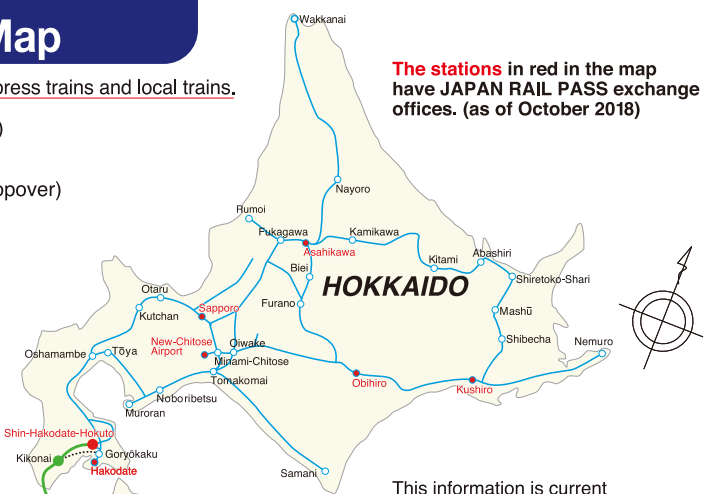 Map
press trains and local trains.
)
opover)
The stations in red in the map
have JAPAN RAIL PASS exchange
offices. (as of October 2018)
Wakkanai
Nayoro
Rumoi
Fukagawa
Asahikawa
Kamikawa
Kitami
Abashiri
Shiretoko-Shari
Biei
HOKKAIDO
Furano
Mashū
Shibecha
Nemuro
Otaru
Kutchan
Sapporo
New-Chitose
Airport
Oiwake
Minami-Chitose
Oshamambe
Tōya
Tomakomai
Noboribetsu
Muroran
Obihiro
Kushiro
Shin-Hakodate-Hokuto
Kikonai
Goryōkaku
Hakodate
Samani
This information is current